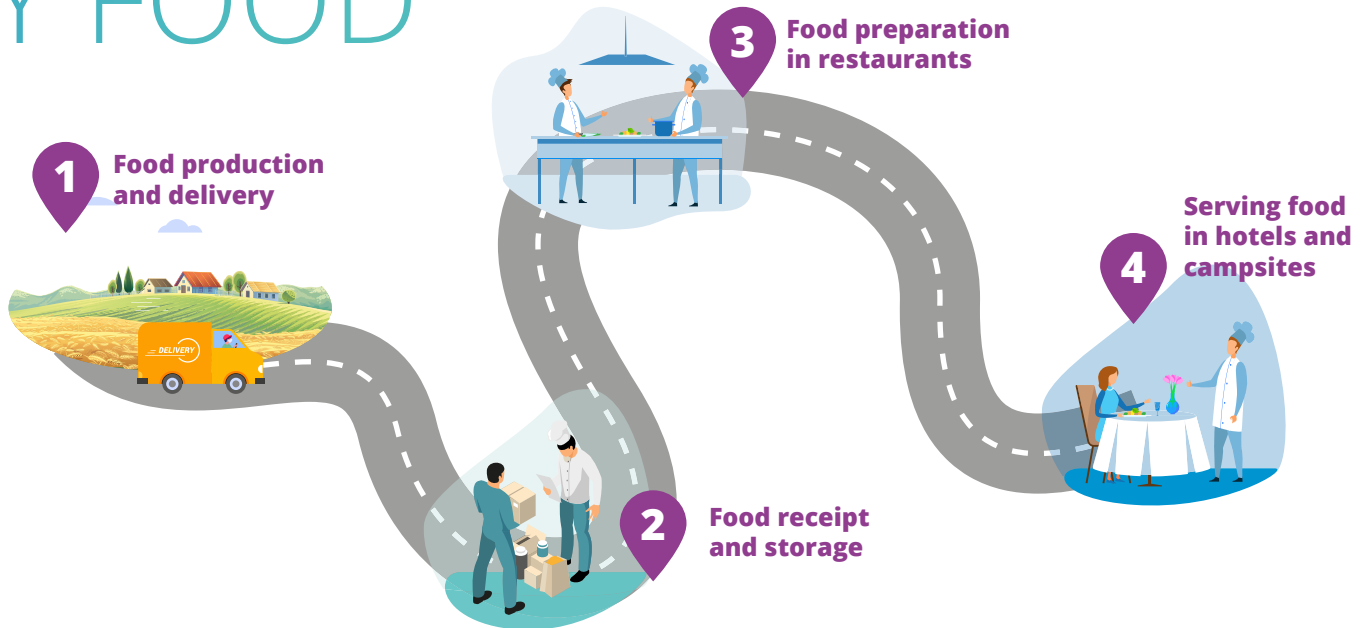 Y FOOD
1
Food production
and delivery
DELIVERY
2
Food receipt
and storage
3
Food preparation
in restaurants
4
Serving food
in hotels and
campsites